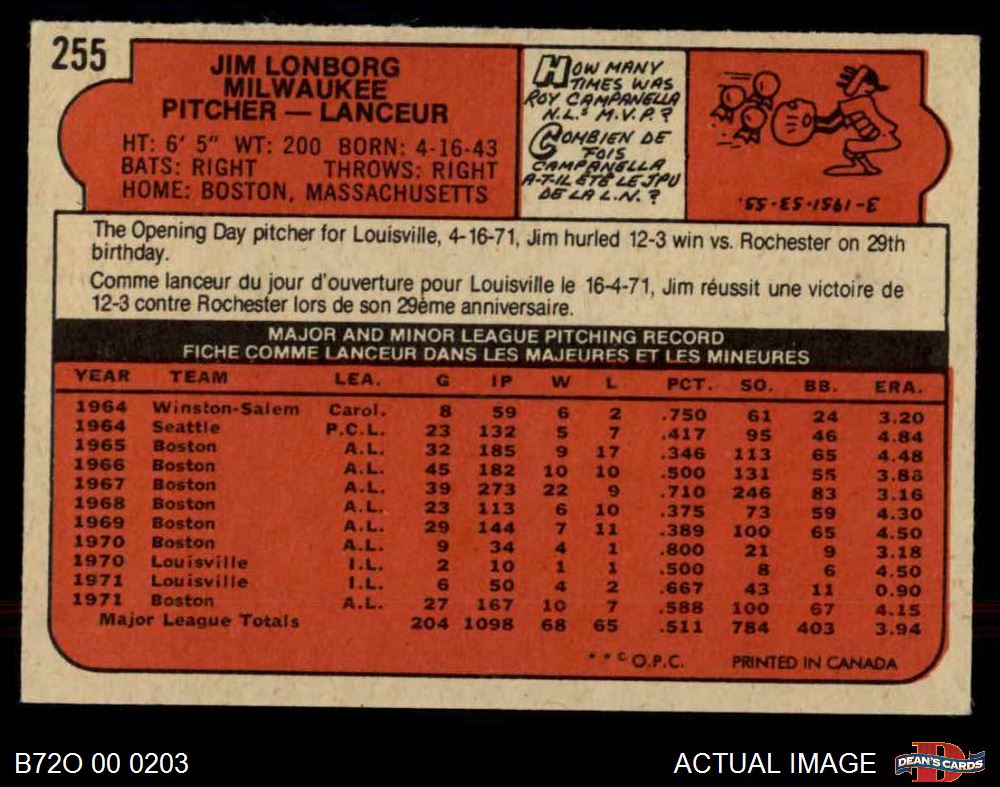 255
JIM LONBORG
MILWAUKEE
PITCHER — LANCEUR
HT: 6' 5" WT: 200 BORN: 4-16-43
BATS: RIGHT THROWS: RIGHT
HOME: BOSTON, MASSACHUSETTS
HOW MANY
TIMES WAS
ROY CAMPANELLA
N.L.'S M.V.P.?
COMBIEN DE
FOIS
CAMPANELLA
A-T-IL ÉTÉ LE JPU
DE LA L.N.?
3-1951-53-55.
The Opening Day pitcher for Louisville, 4-16-71, Jim hurled 12-3 win vs. Rochester on 29th
birthday.
Comme lanceur du jour d'ouverture pour Louisville le 16-4-71, Jim réussit une victoire de
12-3 contre Rochester lors de son 29ème anniversaire.
MAJOR AND MINOR LEAGUE PITCHING RECORD
FICHE COMME LANCEUR DANS LES MAJEURES ET LES MINEURES
YEAR TEAM LEA. G IP W L PCT. SO. BB. ERA.
1964 Winston-Salem Carol. 8 59 6 2 .750 61 24 3.20
1964 Seattle P.C.L. 23 132 5 7 .417 95 46 4.84
1965 Boston A.L. 32 185 9 17 .346 113 65 4.48
1966 Boston A.L. 45 182 10 10 .500 131 55 3.88
1967 Boston A.L. 39 273 22 9 .710 246 83 3.16
1968 Boston A.L. 23 113 6 10 .375 73 59 4.30
1969 Boston A.L. 29 144 7 11 .389 100 65 4.50
1970 Boston A.L. 9 34 4 1 .800 21 9 3.18
1970 Louisville I.L. 2 10 1 1 .500 8 6 4.50
1971 Louisville I.L. 6 50 4 2 .667 43 11 0.90
1971 Boston A.L. 27 167 10 7 .588 100 67 4.15
Major League Totals 204 1098 68 65 .511 784 403 3.94
* * © O.P.C. PRINTED IN CANADA
B72O 00 0203
ACTUAL IMAGE
DEAN'S CARDS